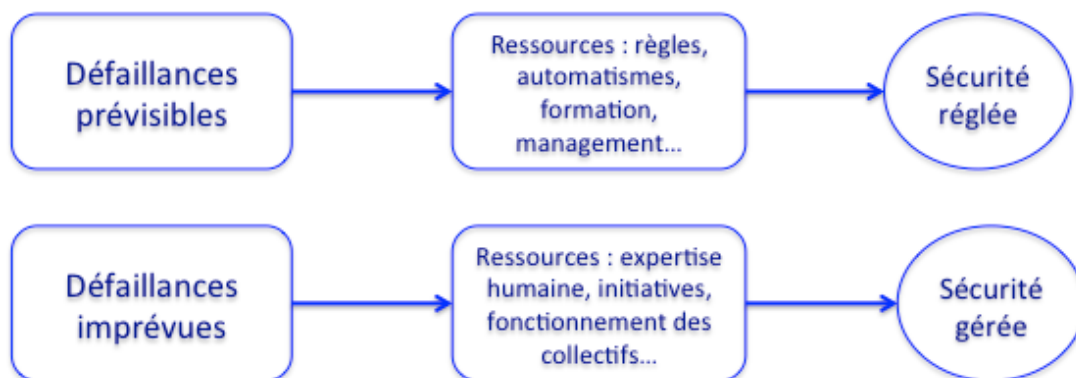 Défaillances
prévisibles
Ressources : règles,
automatismes,
formation,
management...
Sécurité
réglée
Défaillances
imprévues
Ressources : expertise
humaine, initiatives,
fonctionnement des
collectifs...
Sécurité
gérée